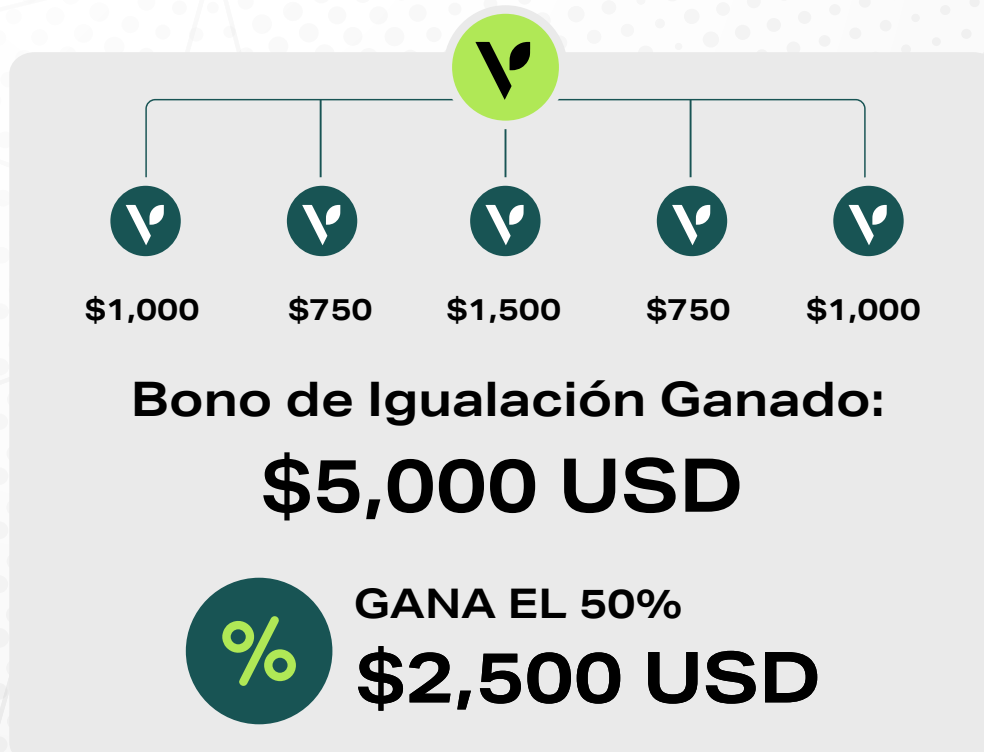 $1,000 $750 $1,500 $750 $1,000
Bono de Igualación Ganado:
$5,000 USD
%
GANA EL 50%
$2,500 USD